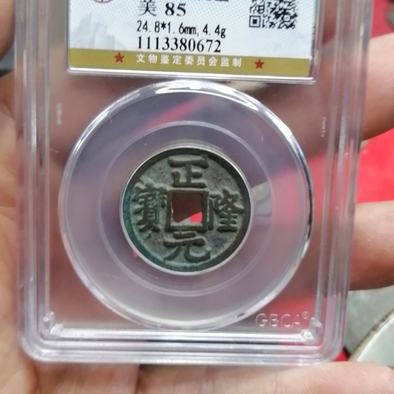 美 85
24.8*1.6mm,4.4g
1113380672
★ 文物鉴定委员会监制 ★
正
寶 隆
元
GBCA®